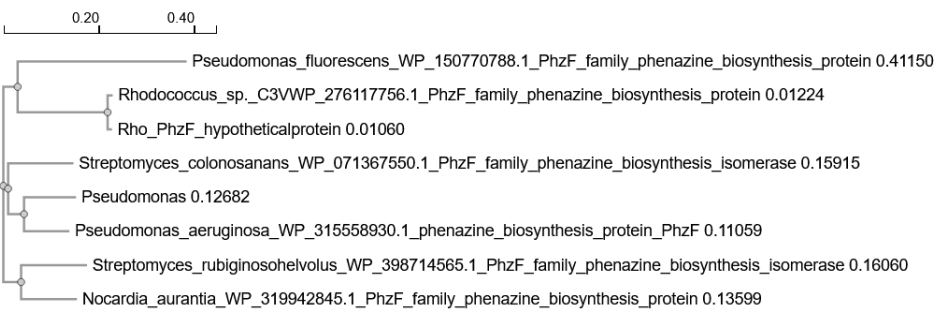 0.20 0.40
Pseudomonas_fluorescens_WP_150770788.1_PhzF_family_phenazine_biosynthesis_protein 0.41150
Rhodococcus_sp._C3VWP_276117756.1_PhzF_family_phenazine_biosynthesis_protein 0.01224
Rho_PhzF_hypotheticalprotein 0.01060
Streptomyces_colonosanans_WP_071367550.1_PhzF_family_phenazine_biosynthesis_isomerase 0.15915
Pseudomonas 0.12682
Pseudomonas_aeruginosa_WP_315558930.1_phenazine_biosynthesis_protein_PhzF 0.11059
Streptomyces_rubiginosohelvolus_WP_398714565.1_PhzF_family_phenazine_biosynthesis_isomerase 0.16060
Nocardia_aurantia_WP_319942845.1_PhzF_family_phenazine_biosynthesis_protein 0.13599